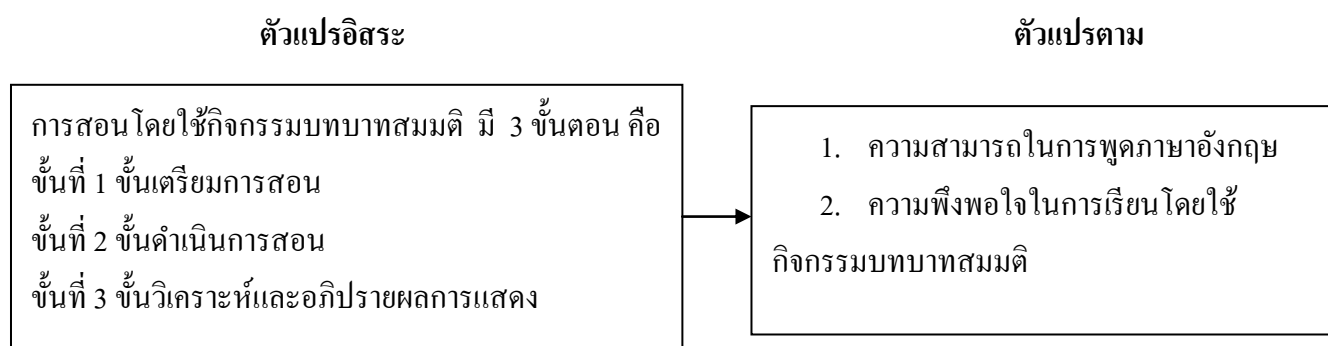 ตัวแปรอิสระ
ตัวแปรตาม
การสอนโดยใช้กิจกรรมบทบาทสมมติ มี 3 ขั้นตอน คือ
ขั้นที่ 1 ขั้นเตรียมการสอน
ขั้นที่ 2 ขั้นดำเนินการสอน
ขั้นที่ 3 ขั้นวิเคราะห์และอภิปรายผลการแสดง
1. ความสามารถในการพูดภาษาอังกฤษ
2. ความพึงพอใจในการเรียนโดยใช้
กิจกรรมบทบาทสมมติ